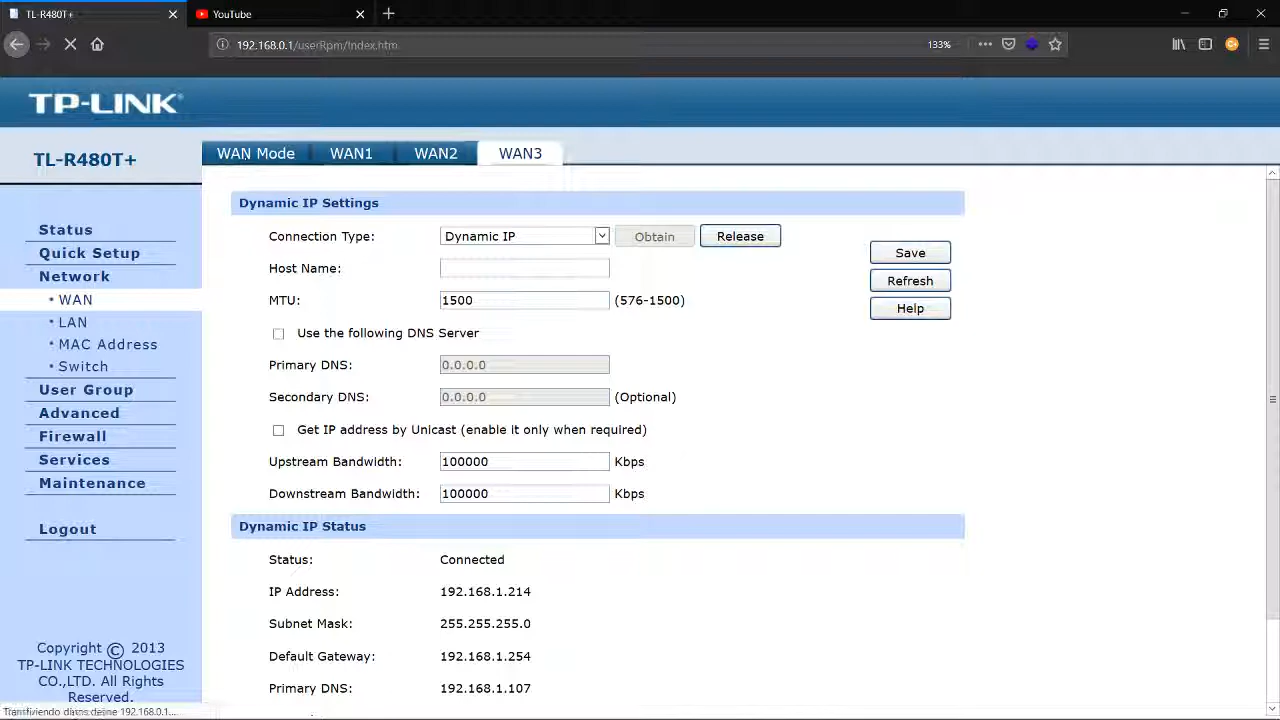 TL-R480T+
YouTube
192.168.0.1/userRpm/Index.htm
133%
TP-LINK
TL-R480T+
WAN Mode
WAN1
WAN2
WAN3
Status
Quick Setup
Network
WAN
LAN
MAC Address
Switch
User Group
Advanced
Firewall
Services
Maintenance
Logout
Copyright © 2013
TP-LINK TECHNOLOGIES
CO.,LTD. All Rights
Reserved.
Dynamic IP Settings
Connection Type: Dynamic IP Obtain Release
Host Name:
MTU: 1500 (576-1500)
Use the following DNS Server
Primary DNS: 0.0.0.0
Secondary DNS: 0.0.0.0 (Optional)
Get IP address by Unicast (enable it only when required)
Upstream Bandwidth: 100000 Kbps
Downstream Bandwidth: 100000 Kbps
Save
Refresh
Help
Dynamic IP Status
Status: Connected
IP Address: 192.168.1.214
Subnet Mask: 255.255.255.0
Default Gateway: 192.168.1.254
Primary DNS: 192.168.1.107
Transfiriendo datos desde 192.168.0.1...